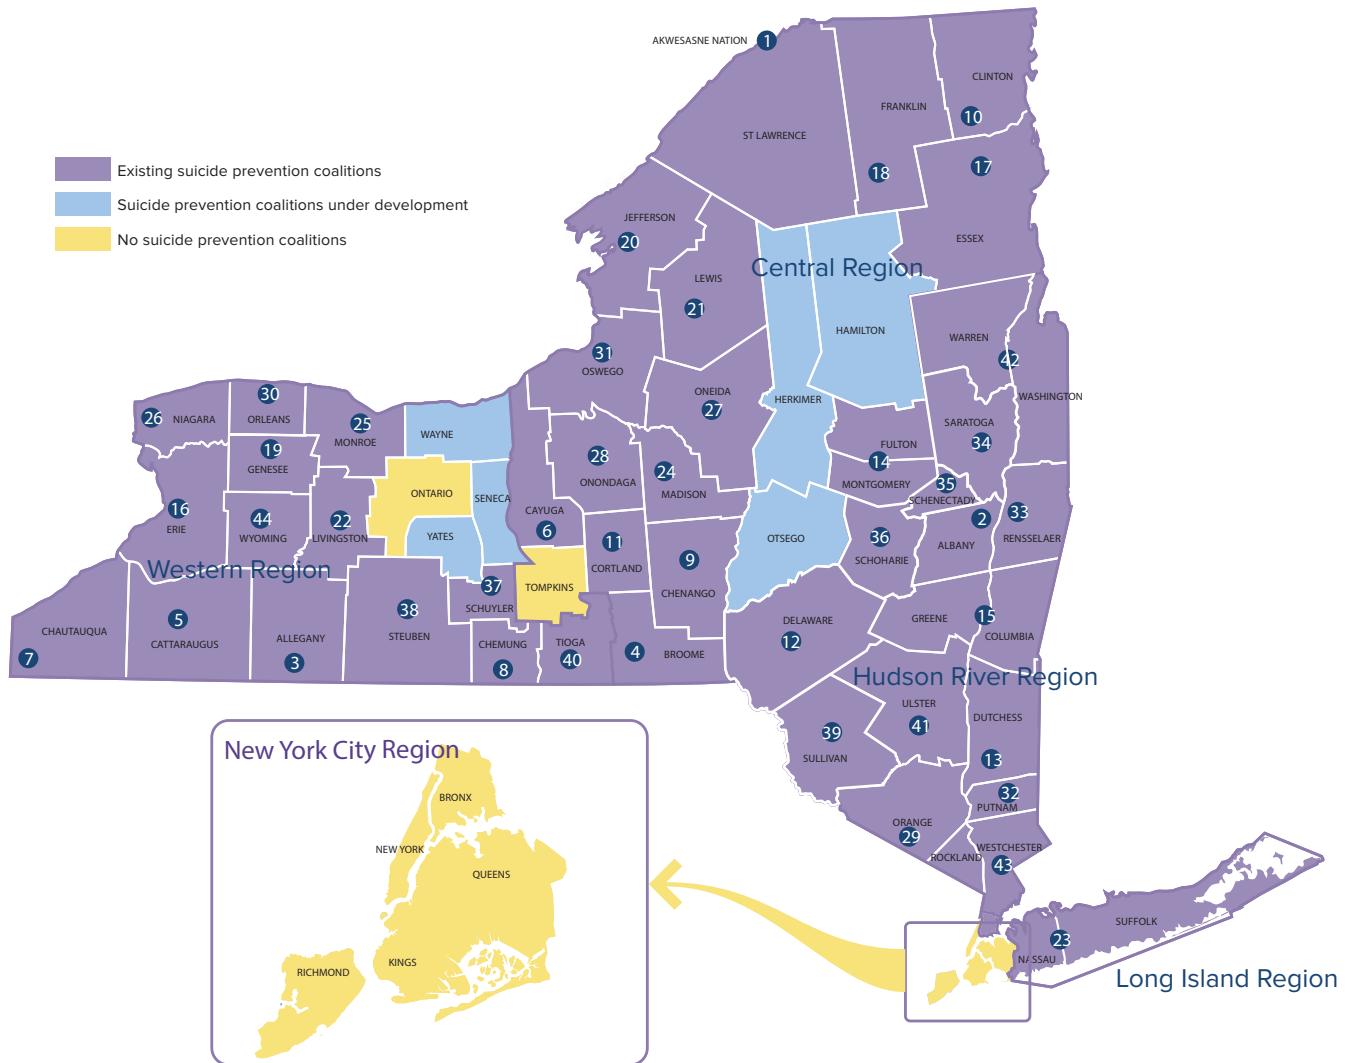 AKWESASNE NATION
1
CLINTON
10
FRANKLIN
18
ST LAWRENCE
17
ESSEX
Existing suicide prevention coalitions
Suicide prevention coalitions under development
No suicide prevention coalitions
JEFFERSON
20
LEWIS
21
Central Region
HAMILTON
HERKIMER
WARREN
42
WASHINGTON
31
OSWEGO
ONEIDA
27
SARATOGA
34
26
NIAGARA
30
ORLEANS
25
MONROE
WAYNE
19
GENESEE
28
ONONDAGA
24
MADISON
FULTON
14
MONTGOMERY
35
SCHENECTADY
ONTARIO
SENECA
YATES
16
ERIE
44
WYOMING
22
LIVINGSTON
CAYUGA
6
11
CORTLAND
9
CHENANGO
OTSEGO
36
SCHOHARIE
2
ALBANY
33
RENSSELAER
Western Region
TOMPKINS
37
SCHUYLER
CHAUTAUQUA
7
5
CATTARAUGUS
ALLEGANY
3
38
STEUBEN
CHEMUNG
8
TIOGA
40
4
BROOME
DELAWARE
12
GREENE
15
COLUMBIA
Hudson River Region
ULSTER
41
DUTCHESS
13
39
SULLIVAN
32
PUTNAM
ORANGE
29
ROCKLAND
WESTCHESTER
43
New York City Region
BRONX
NEW YORK
QUEENS
KINGS
RICHMOND
SUFFOLK
23
NASSAU
Long Island Region